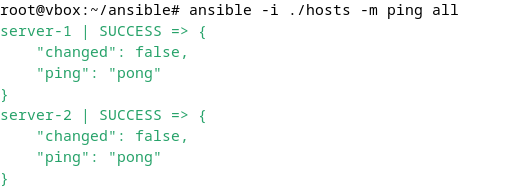 root@vbox:~/ansible# ansible -i ./hosts -m ping all
server-1 | SUCCESS => {
    "changed": false,
    "ping": "pong"
}
server-2 | SUCCESS => {
    "changed": false,
    "ping": "pong"
}